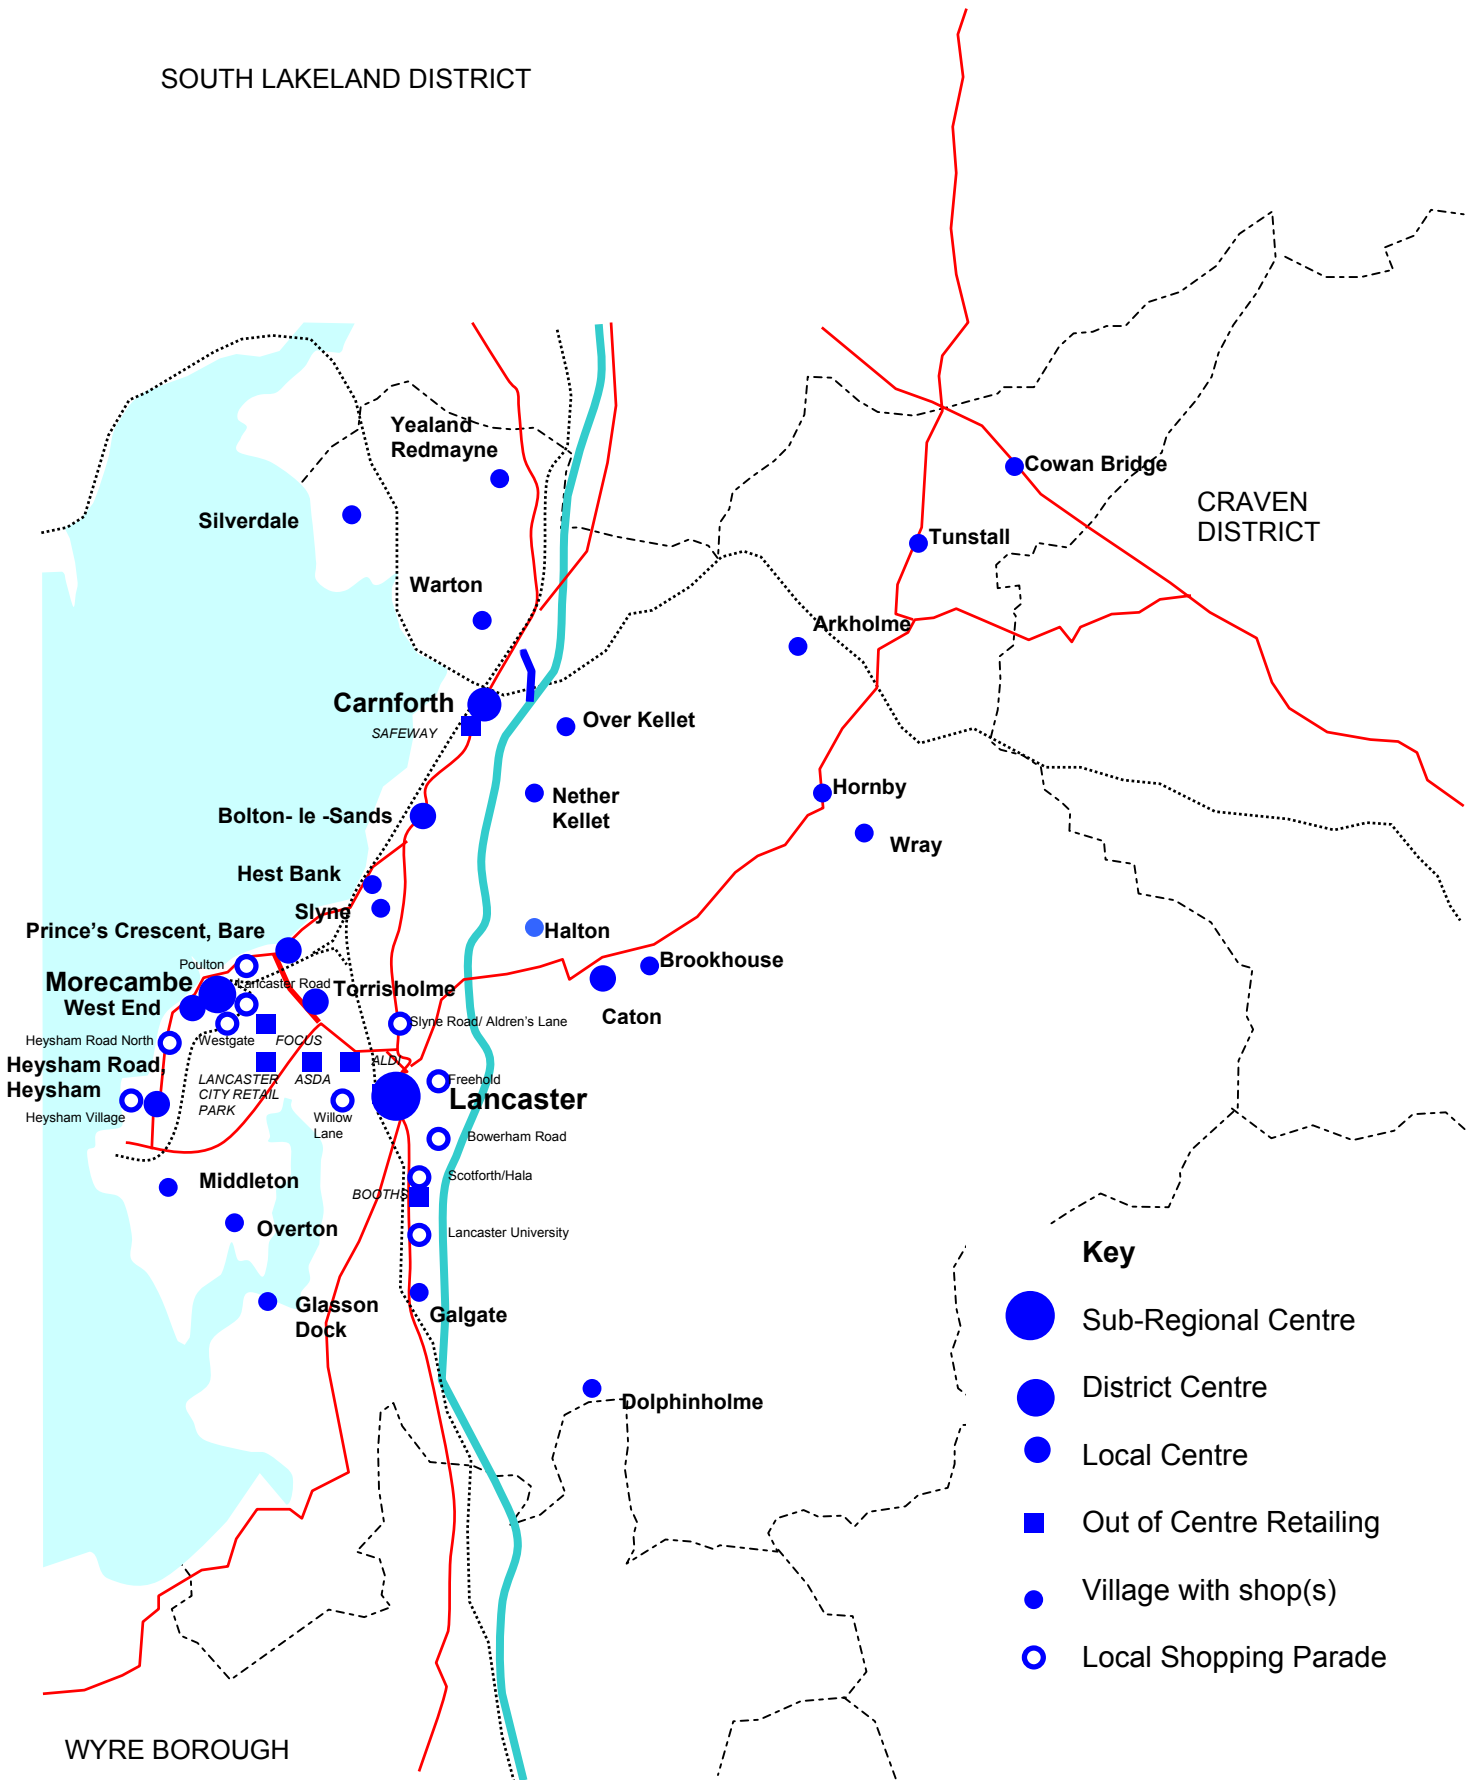 SOUTH LAKELAND DISTRICT
Yealand
Redmayne
Cowan Bridge
CRAVEN
DISTRICT
Silverdale
Tunstall
Warton
Arkholme
Carnforth
SAFEWAY
Over Kellet
Nether
Kellet
Hornby
Bolton- le -Sands
Wray
Hest Bank
Slyne
Prince's Crescent, Bare
Halton
Poulton
Brookhouse
Morecambe
Lancaster Road
Torrisholme
West End
Caton
Slyne Road/ Aldren's Lane
Heysham Road North
Westgate
FOCUS
Heysham Road,
Heysham
ALDI
LANCASTER
CITY RETAIL
PARK
ASDA
Freehold
Lancaster
Heysham Village
Willow
Lane
Bowerham Road
Middleton
Scotforth/Hala
BOOTHS
Overton
Lancaster University
Glasson
Dock
Galgate
Dolphinholme
Key
Sub-Regional Centre
District Centre
Local Centre
Out of Centre Retailing
Village with shop(s)
Local Shopping Parade
WYRE BOROUGH